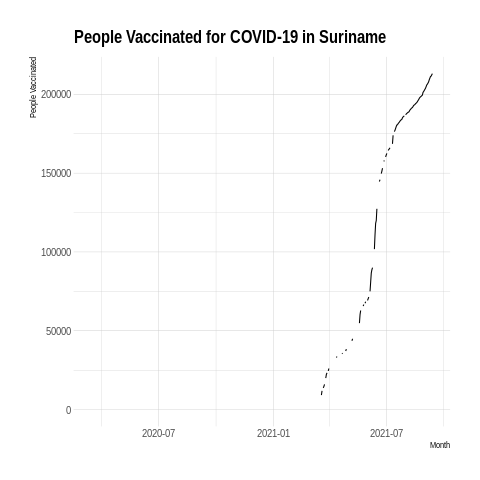 People Vaccinated for COVID-19 in Suriname
People Vaccinated
200000
150000
100000
50000
0
2020-07
2021-01
2021-07
Month